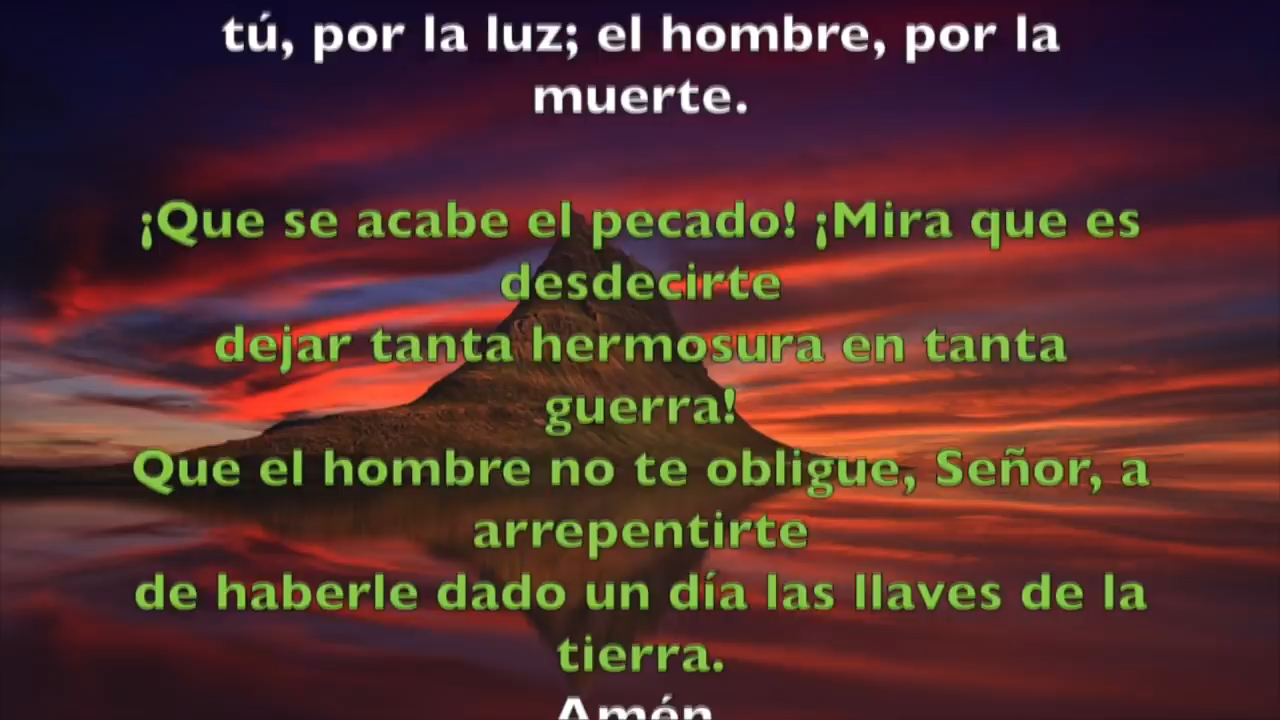 tú, por la luz; el hombre, por la
muerte.
¡Que se acabe el pecado! ¡Mira que es
desdecirte
dejar tanta hermosura en tanta
guerra!
Que el hombre no te obligue, Señor, a
arrepentirte
de haberle dado un día las llaves de la
tierra.
Amén